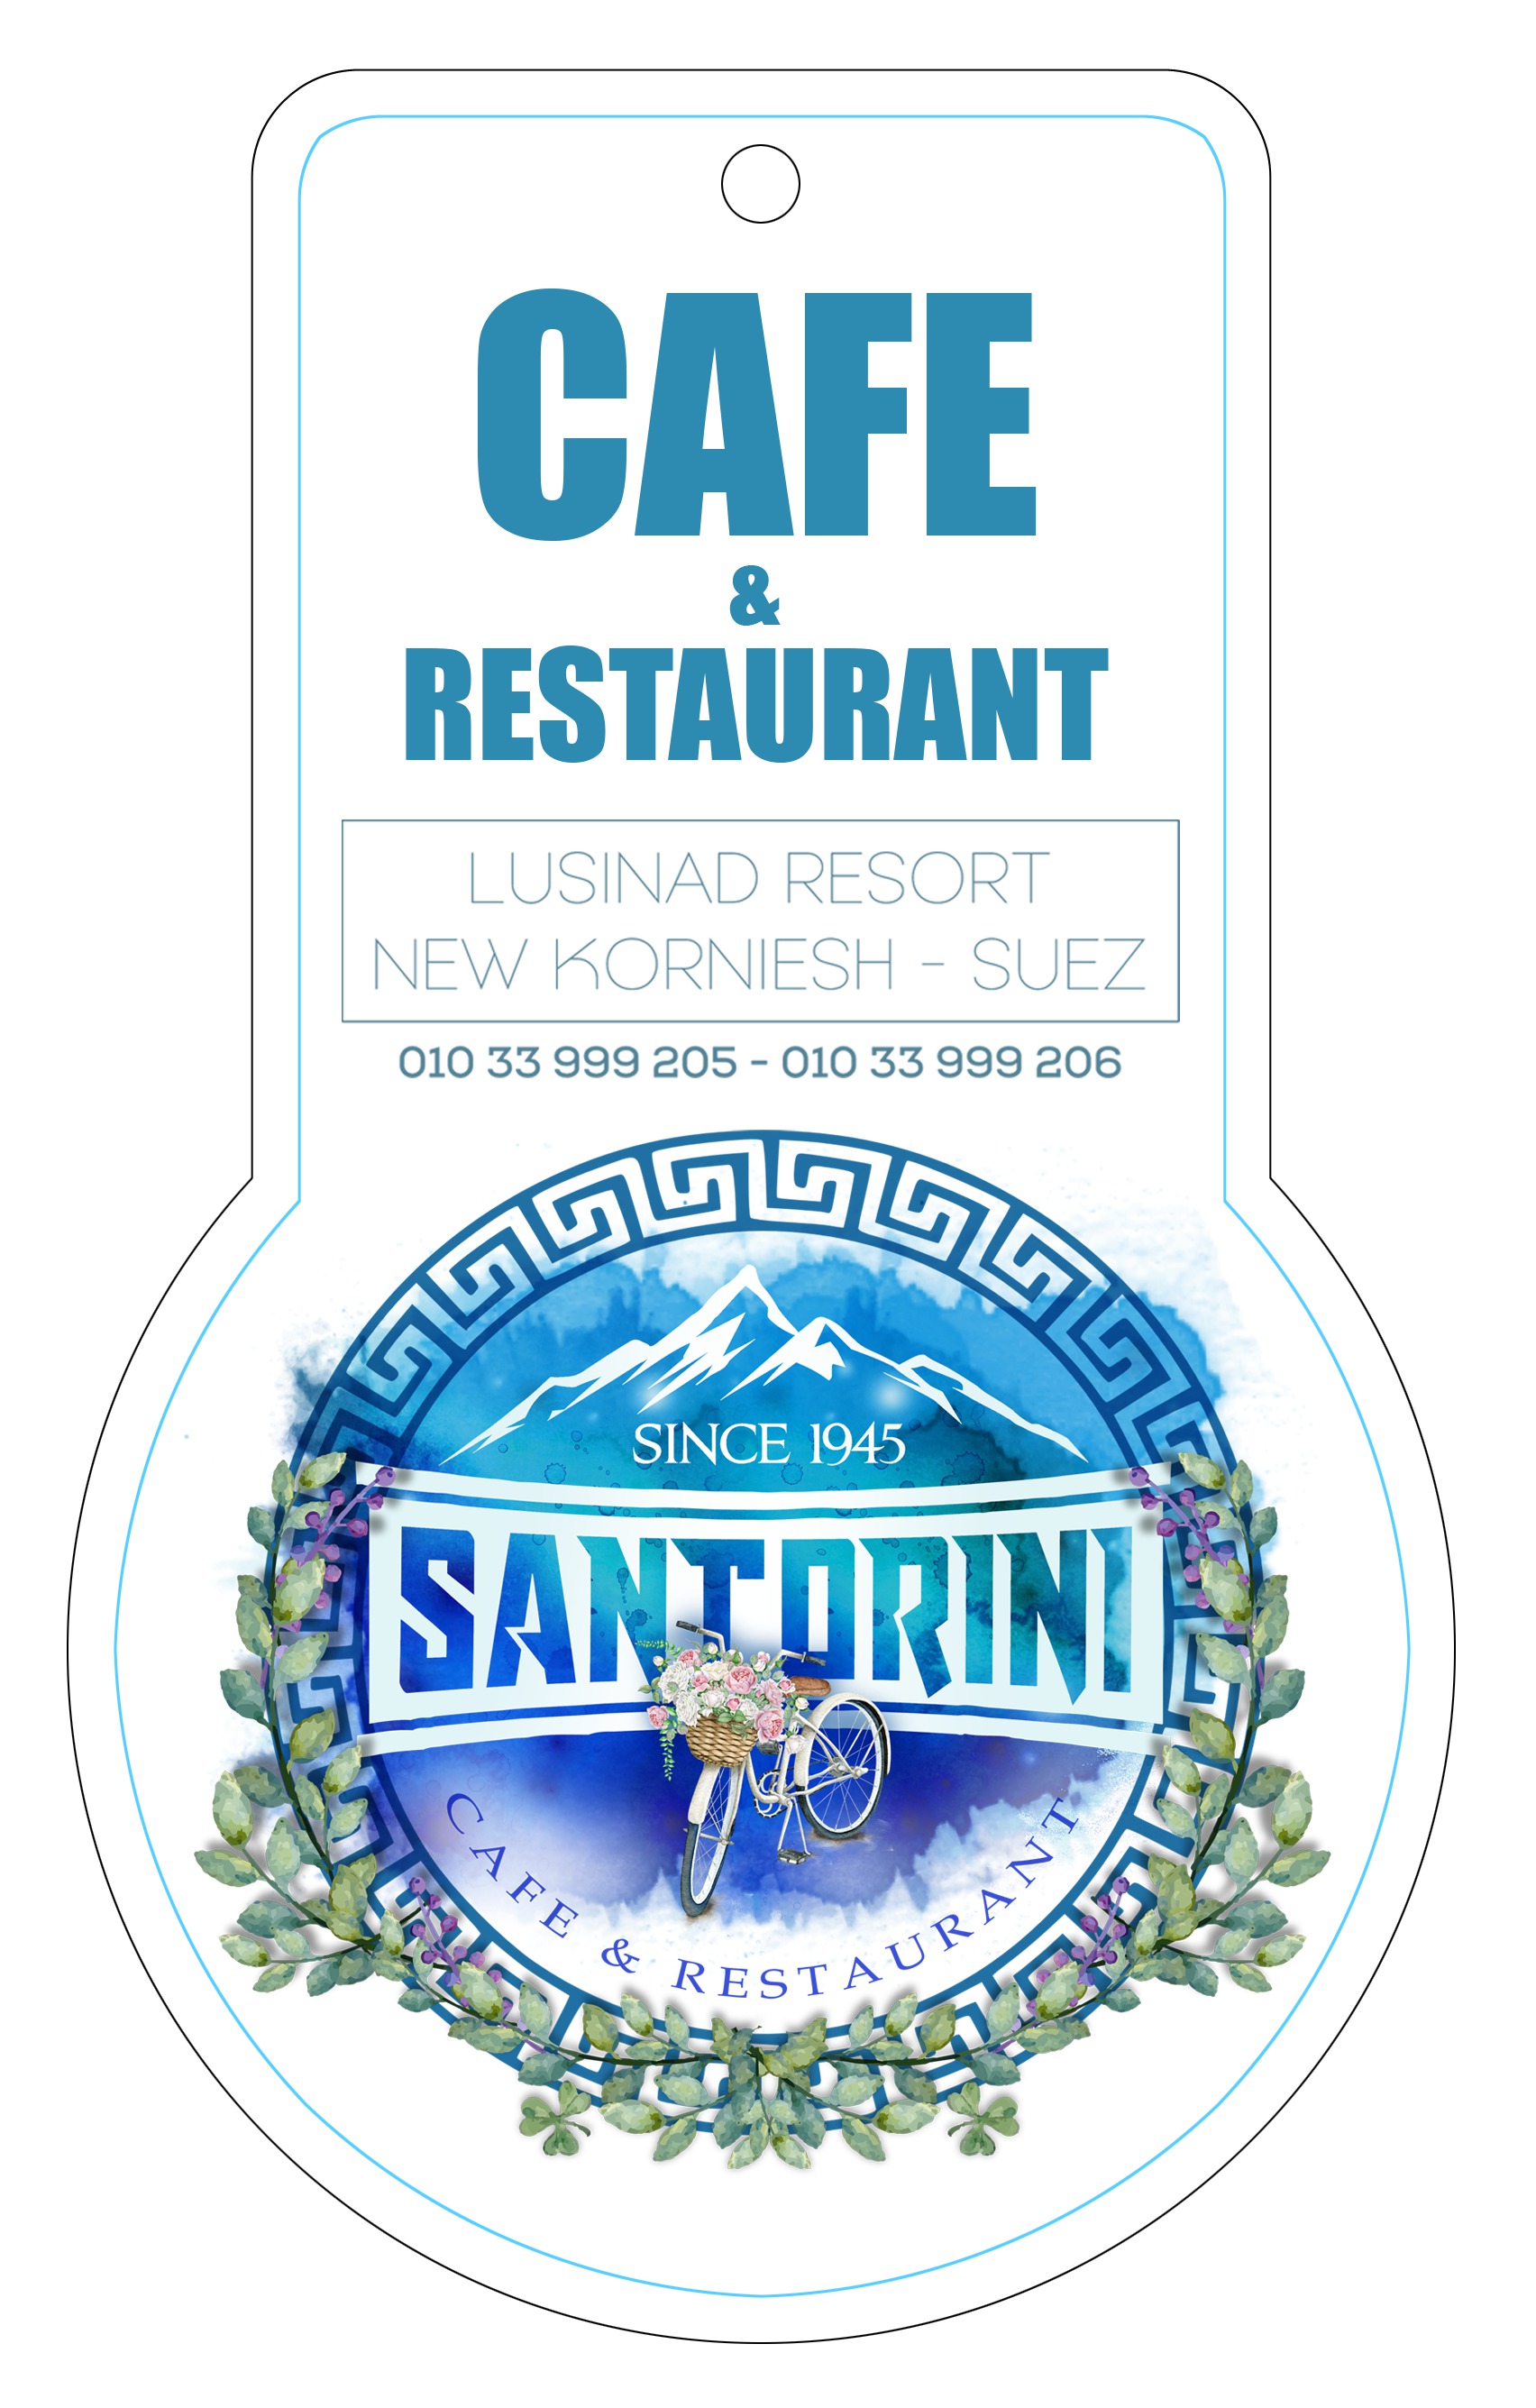 CAFE
&
RESTAURANT
LUSINAD RESORT
NEW KORNIESH - SUEZ
010 33 999 205 - 010 33 999 206
SINCE 1945
SANTORINI
CAFE & RESTAURANT